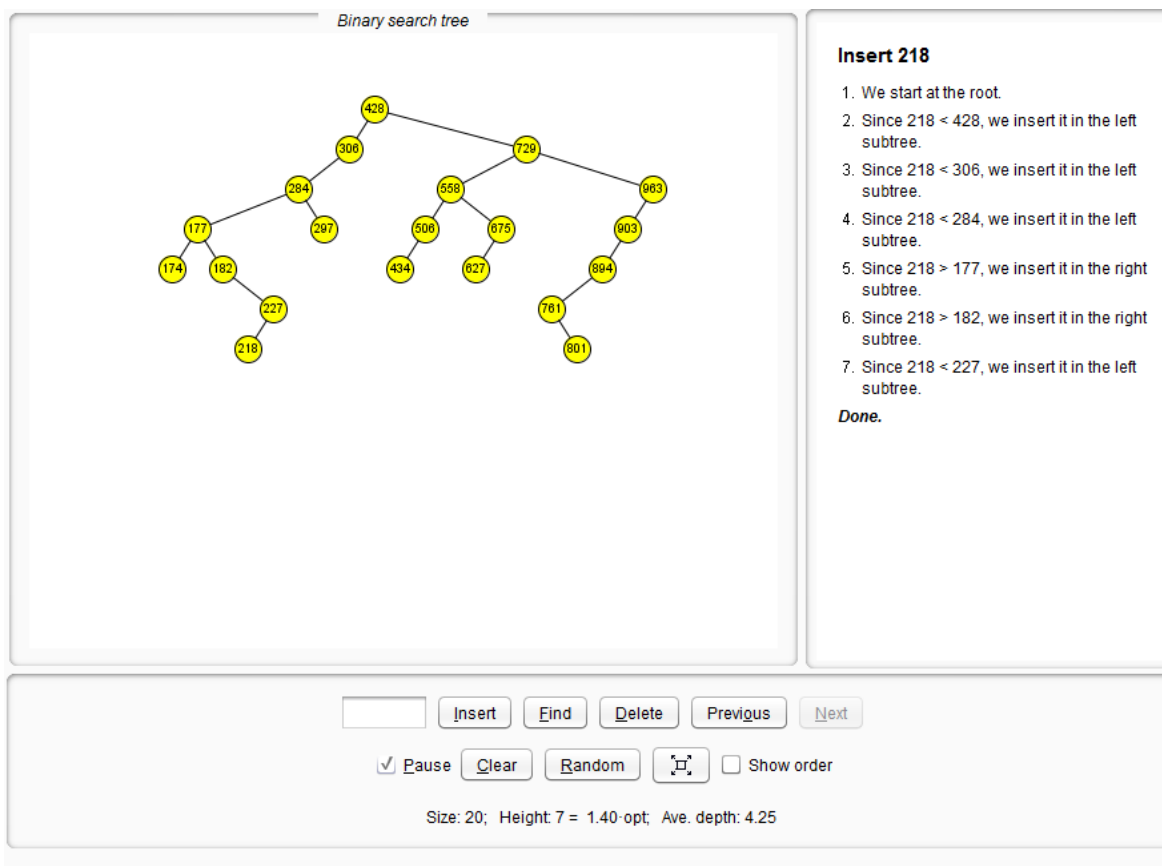 Binary search tree
428
306 729
284 558 963
177 297 506 675 903
174 182 434 627 894
227 761
218 801
Insert 218
1. We start at the root.
2. Since 218 < 428, we insert it in the left
subtree.
3. Since 218 < 306, we insert it in the left
subtree.
4. Since 218 < 284, we insert it in the left
subtree.
5. Since 218 > 177, we insert it in the right
subtree.
6. Since 218 > 182, we insert it in the right
subtree.
7. Since 218 < 227, we insert it in the left
subtree.
Done.
Insert Find Delete Previous Next
Pause Clear Random Show order
Size: 20; Height: 7 = 1.40·opt; Ave. depth: 4.25